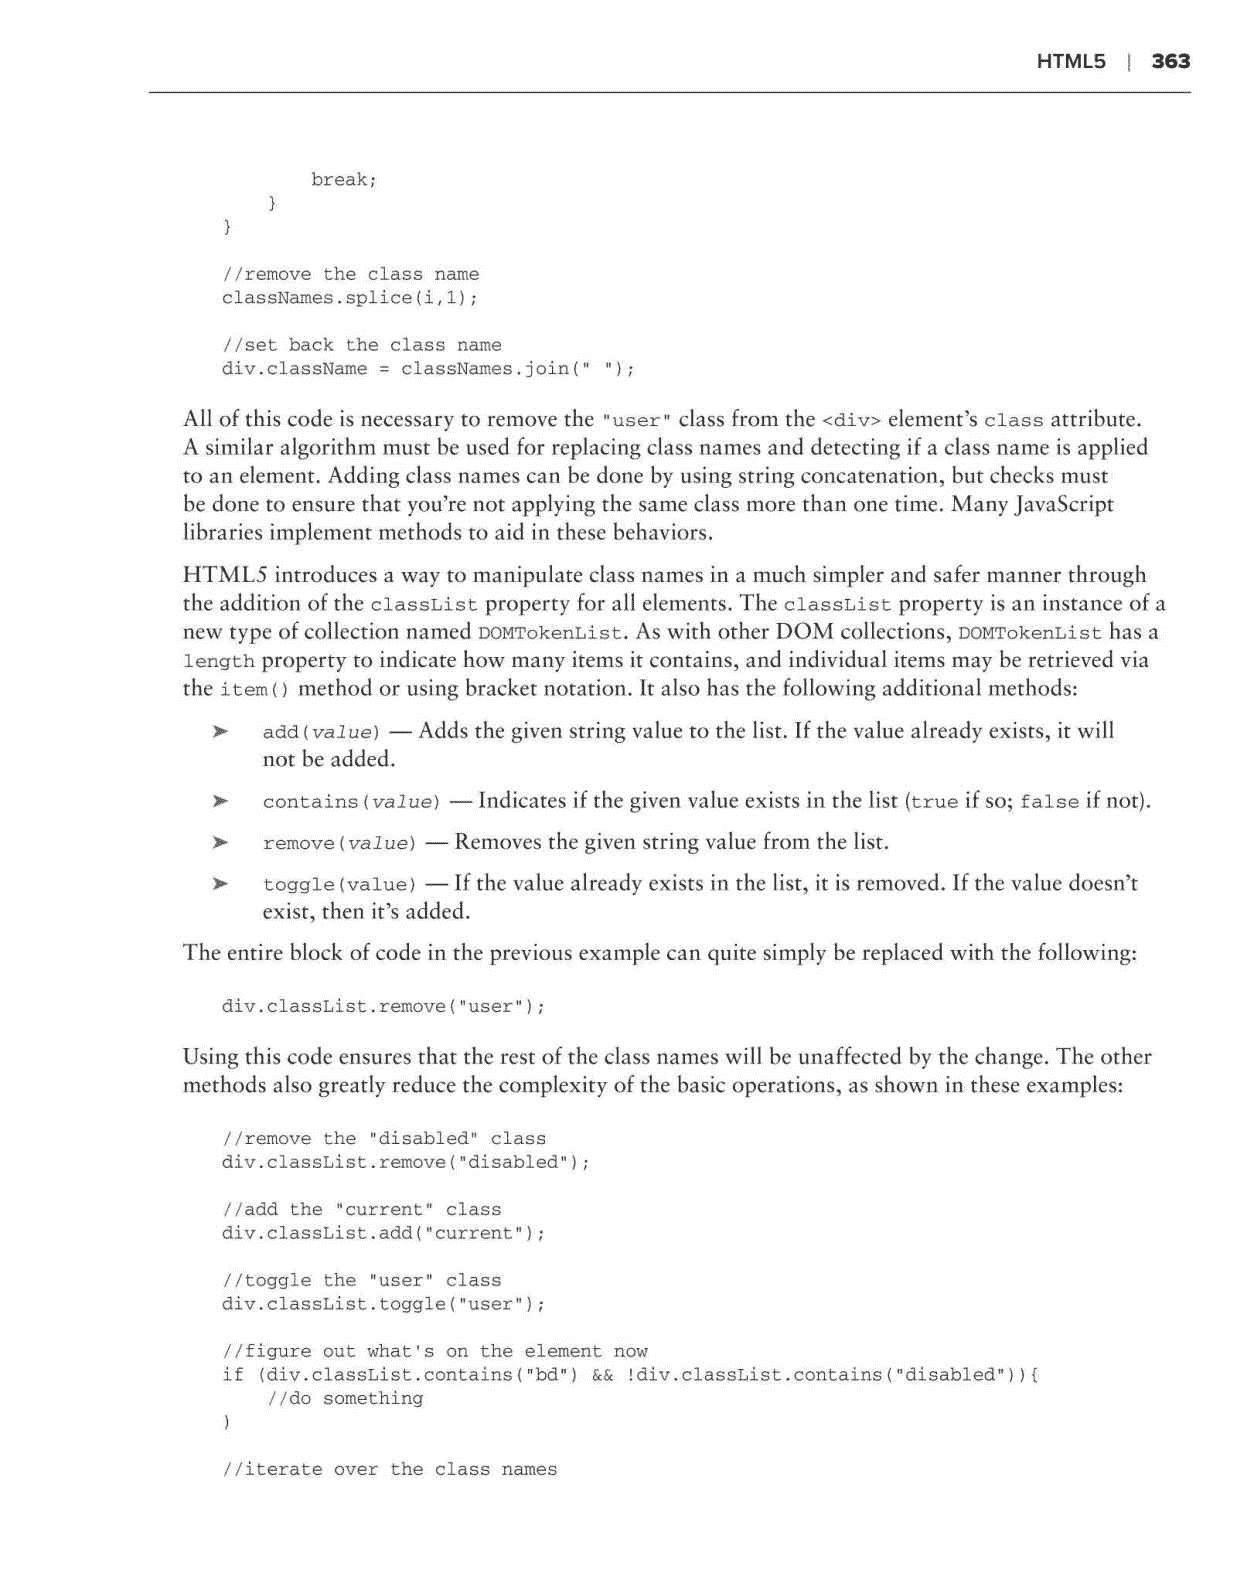 HTML5 | 363
break;
}
}
//remove the class name
classNames.splice(i,1);
//set back the class name
div.className = classNames.join(" ");
All of this code is necessary to remove the "user" class from the <div> element's class attribute.
A similar algorithm must be used for replacing class names and detecting if a class name is applied
to an element. Adding class names can be done by using string concatenation, but checks must
be done to ensure that you're not applying the same class more than one time. Many JavaScript
libraries implement methods to aid in these behaviors.
HTML5 introduces a way to manipulate class names in a much simpler and safer manner through
the addition of the classList property for all elements. The classList property is an instance of a
new type of collection named DOMTokenList. As with other DOM collections, DOMTokenList has a
length property to indicate how many items it contains, and individual items may be retrieved via
the item() method or using bracket notation. It also has the following additional methods:
➤ add(value) — Adds the given string value to the list. If the value already exists, it will
not be added.
➤ contains(value) — Indicates if the given value exists in the list (true if so; false if not).
➤ remove(value) — Removes the given string value from the list.
➤ toggle(value) — If the value already exists in the list, it is removed. If the value doesn't
exist, then it's added.
The entire block of code in the previous example can quite simply be replaced with the following:
div.classList.remove("user");
Using this code ensures that the rest of the class names will be unaffected by the change. The other
methods also greatly reduce the complexity of the basic operations, as shown in these examples:
//remove the "disabled" class
div.classList.remove("disabled");
//add the "current" class
div.classList.add("current");
//toggle the "user" class
div.classList.toggle("user");
//figure out what's on the element now
if (div.classList.contains("bd") && !div.classList.contains("disabled")){
//do something
)
//iterate over the class names